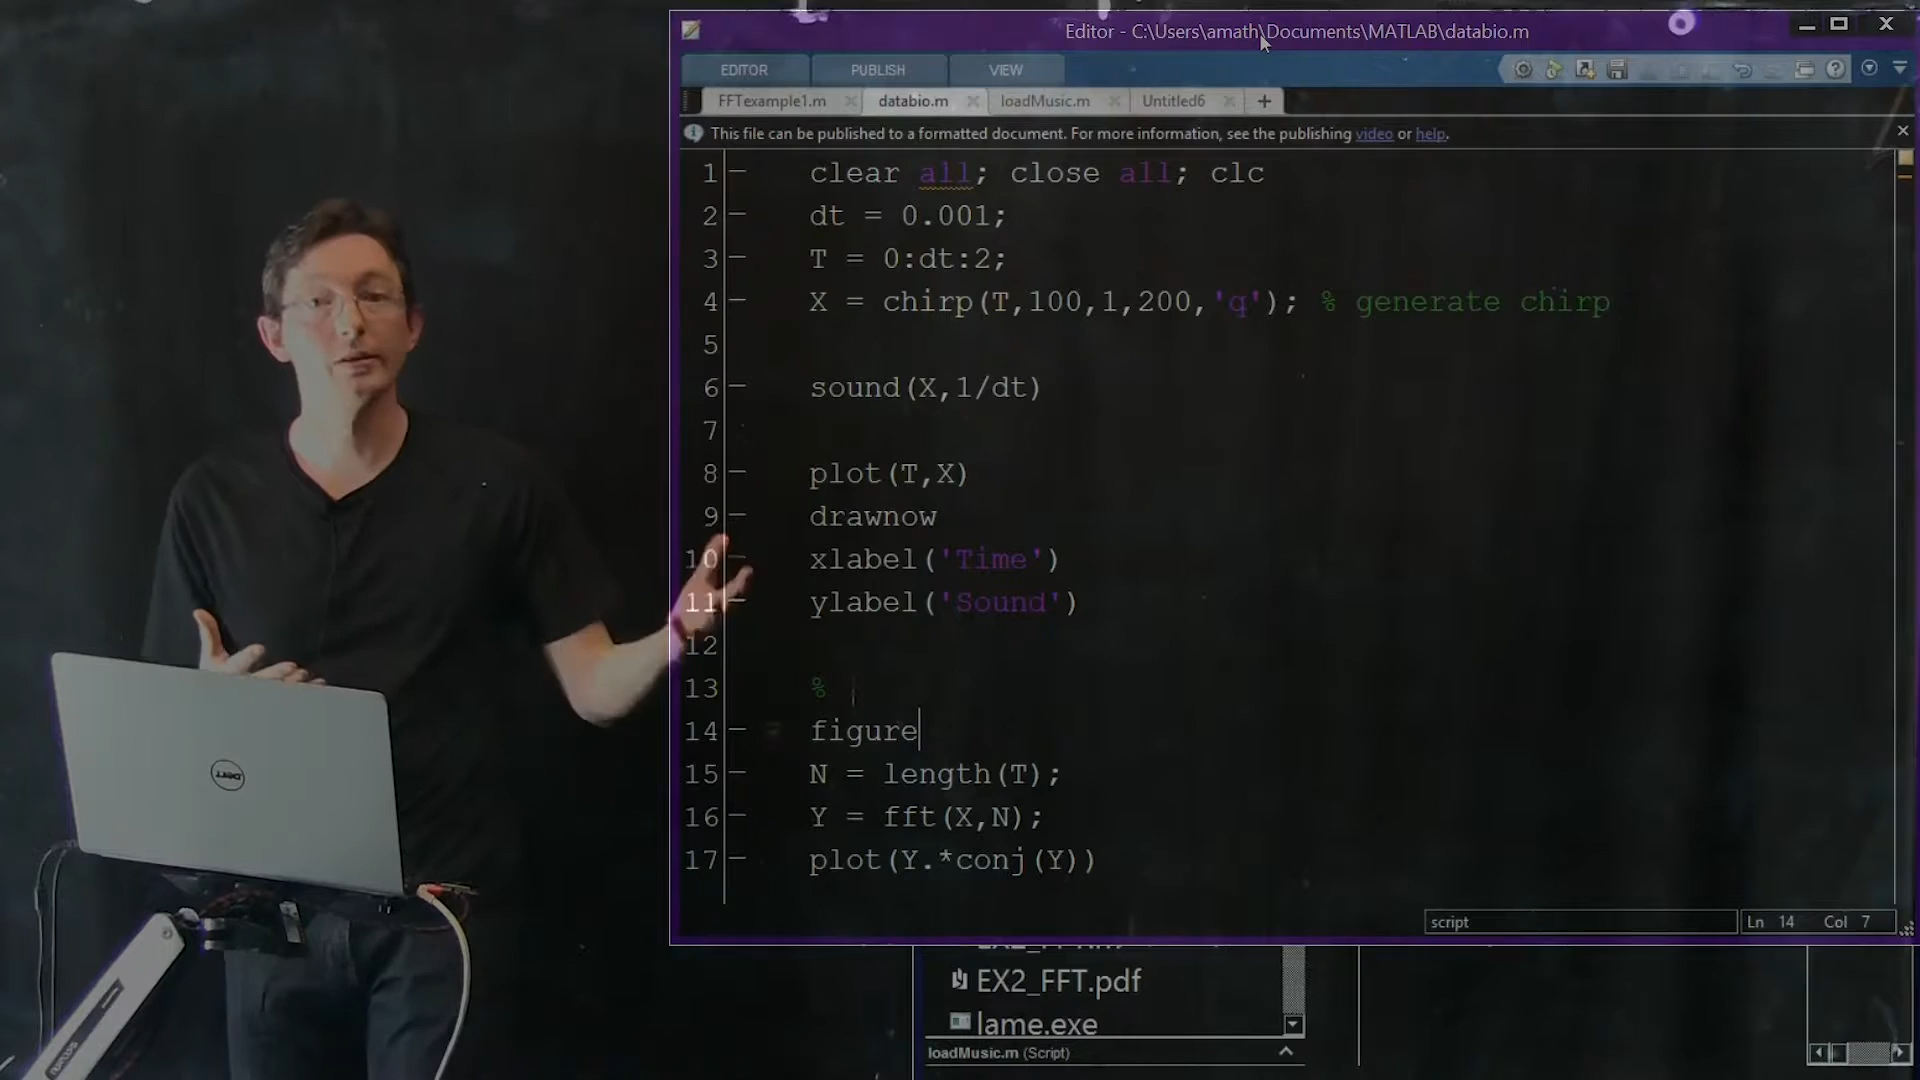 Editor - C:\Users\amath\Documents\MATLAB\databio.m
EDITOR PUBLISH VIEW
FFTexample1.m databio.m loadMusic.m Untitled6
This file can be published to a formatted document. For more information, see the publishing video or help.
1 clear all; close all; clc
2 dt = 0.001;
3 T = 0:dt:2;
4 X = chirp(T,100,1,200,'q'); % generate chirp
5
6 sound(X,1/dt)
7
8 plot(T,X)
9 drawnow
10 xlabel('Time')
11 ylabel('Sound')
12
13 %
14 figure
15 N = length(T);
16 Y = fft(X,N);
17 plot(Y.*conj(Y))
script Ln 14 Col 7
EX2_FFT.pdf
lame.exe
loadMusic.m (Script)
DELL